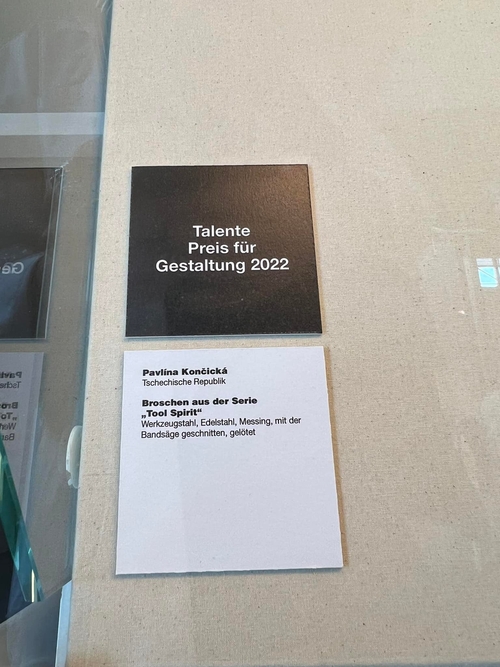 Talente
Preis für
Gestaltung 2022
Pavlína Končická
Tschechische Republik
Broschen aus der Serie
„Tool Spirit“
Werkzeugstahl, Edelstahl, Messing, mit der
Bandsäge geschnitten, gelötet